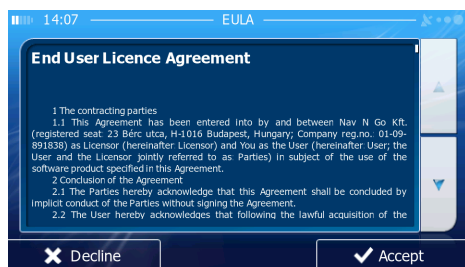 14:07 EULA
End User Licence Agreement
1 The contracting parties
1.1 This Agreement has been entered into by and between Nav N Go Kft.
(registered seat: 23 Bérc utca, H-1016 Budapest, Hungary; Company reg.no.: 01-09-
891838) as Licensor (hereinafter Licensor) and You as the User (hereinafter User; the
User and the Licensor jointly referred to as: Parties) in subject of the use of the
software product specified in this Agreement.
2 Conclusion of the Agreement
2.1 The Parties hereby acknowledge that this Agreement shall be concluded by
implicit conduct of the Parties without signing the Agreement.
2.2 The User hereby acknowledges that following the lawful acquisition of the
Decline Accept